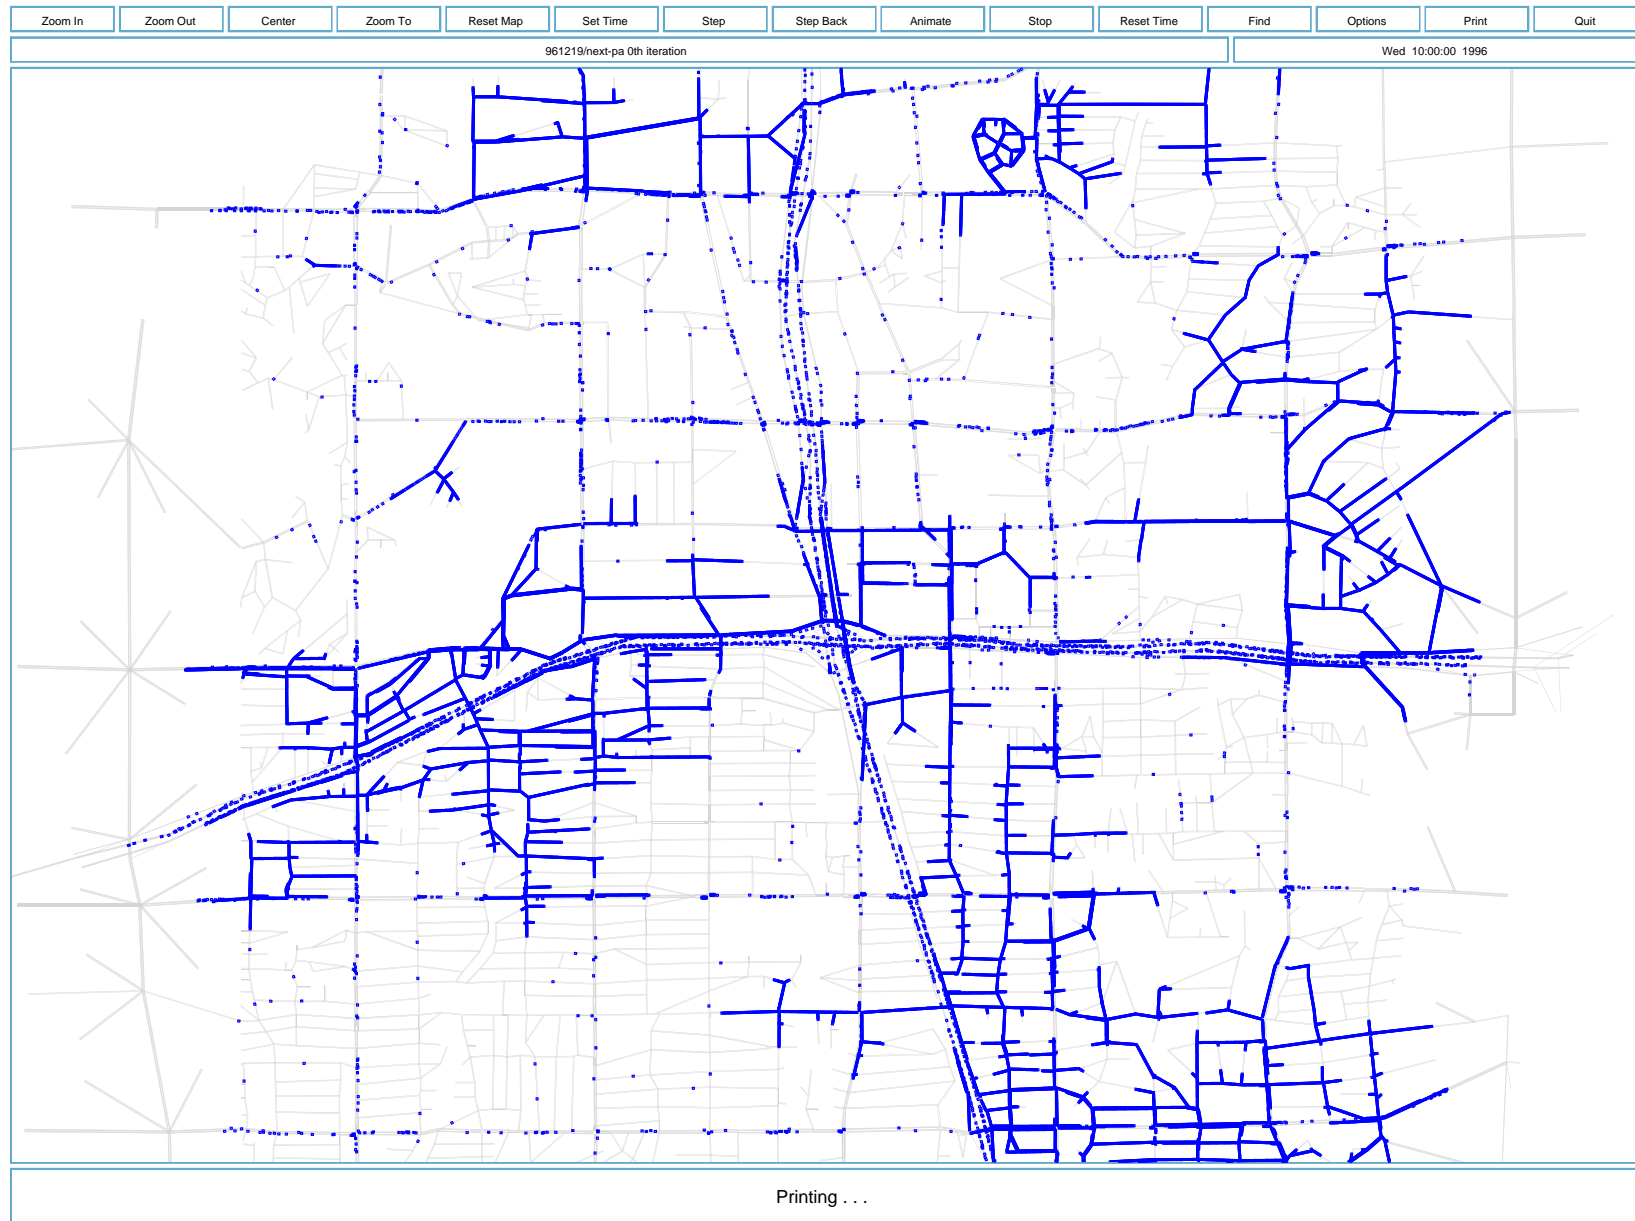 Zoom In Zoom Out Center Zoom To Reset Map Set Time Step Step Back Animate Stop Reset Time Find Options Print Quit
961219/next-pa 0th iteration Wed 10:00:00 1996
Printing . . .